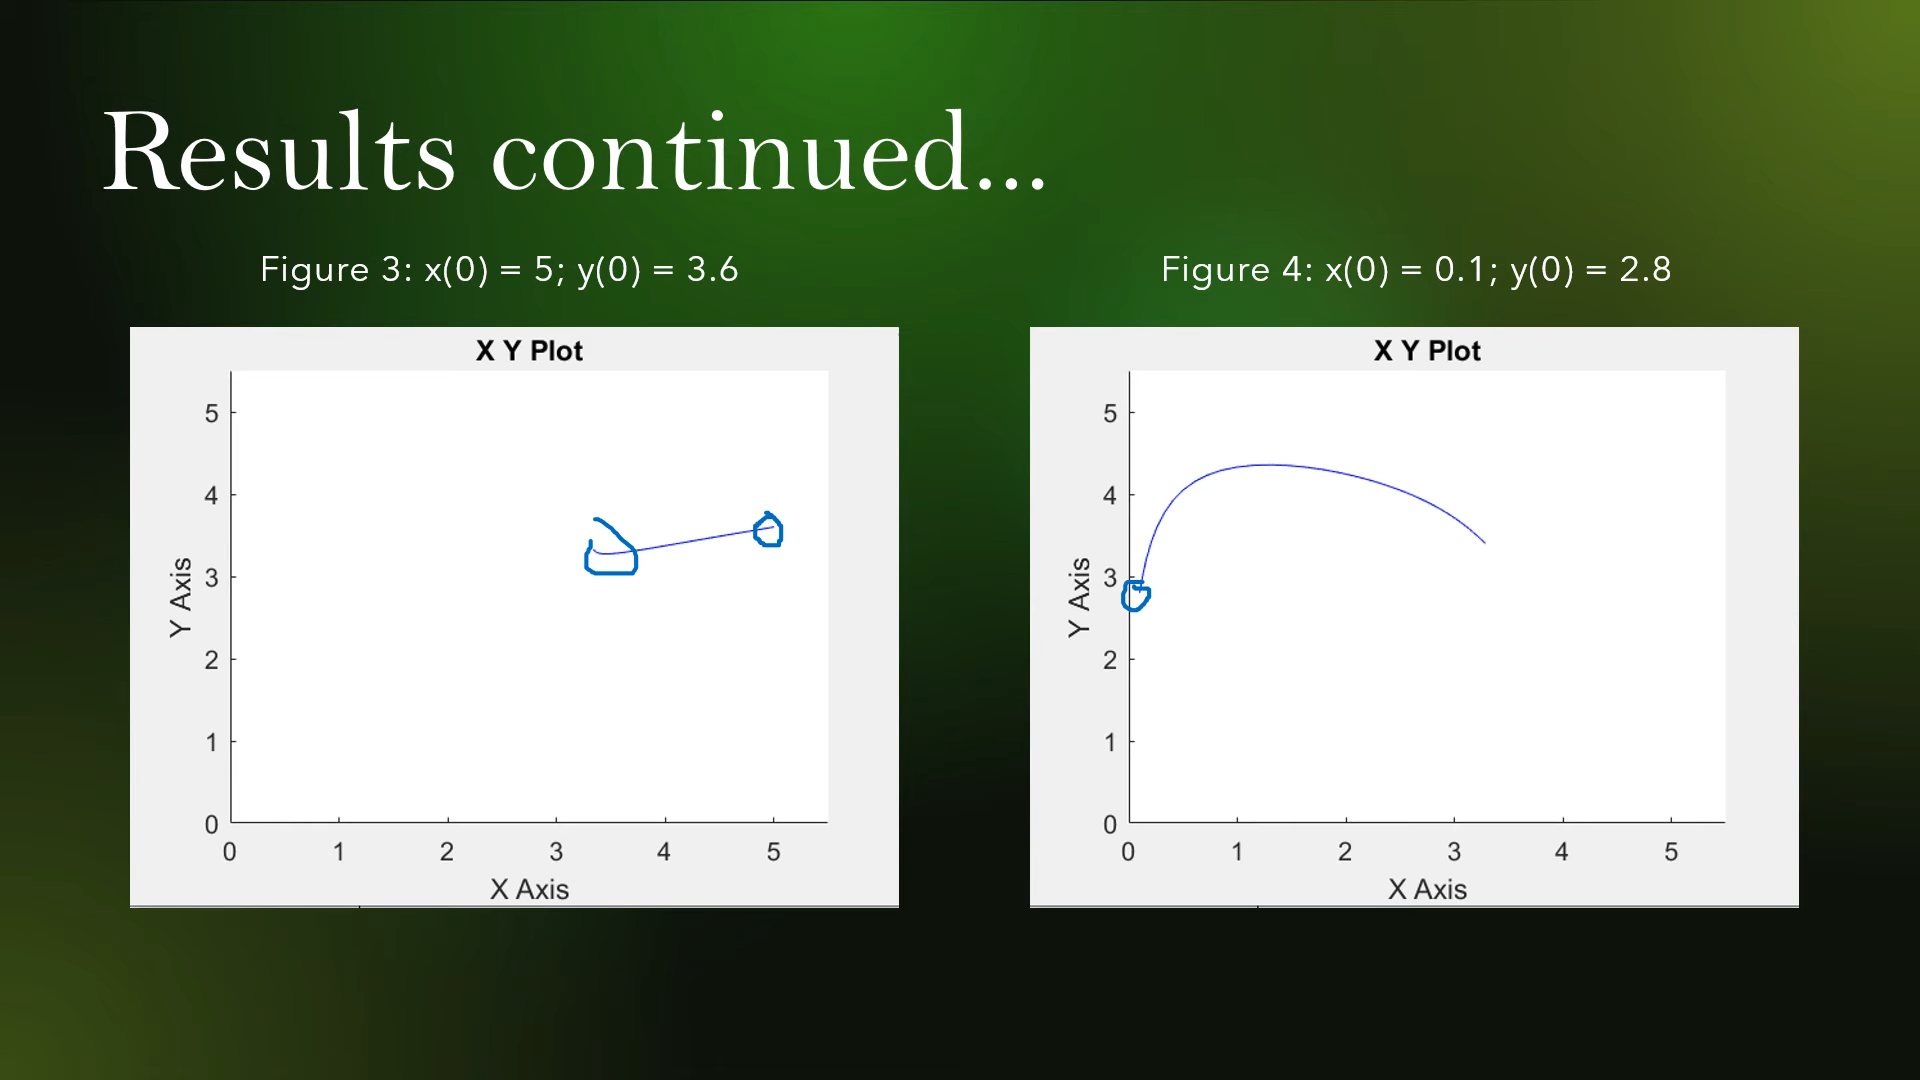 Results continued...
Figure 3: x(0) = 5; y(0) = 3.6
X Y Plot
5
4
3
2
1
0
Y Axis
0 1 2 3 4 5
X Axis
Figure 4: x(0) = 0.1; y(0) = 2.8
X Y Plot
5
4
3
2
1
0
Y Axis
0 1 2 3 4 5
X Axis